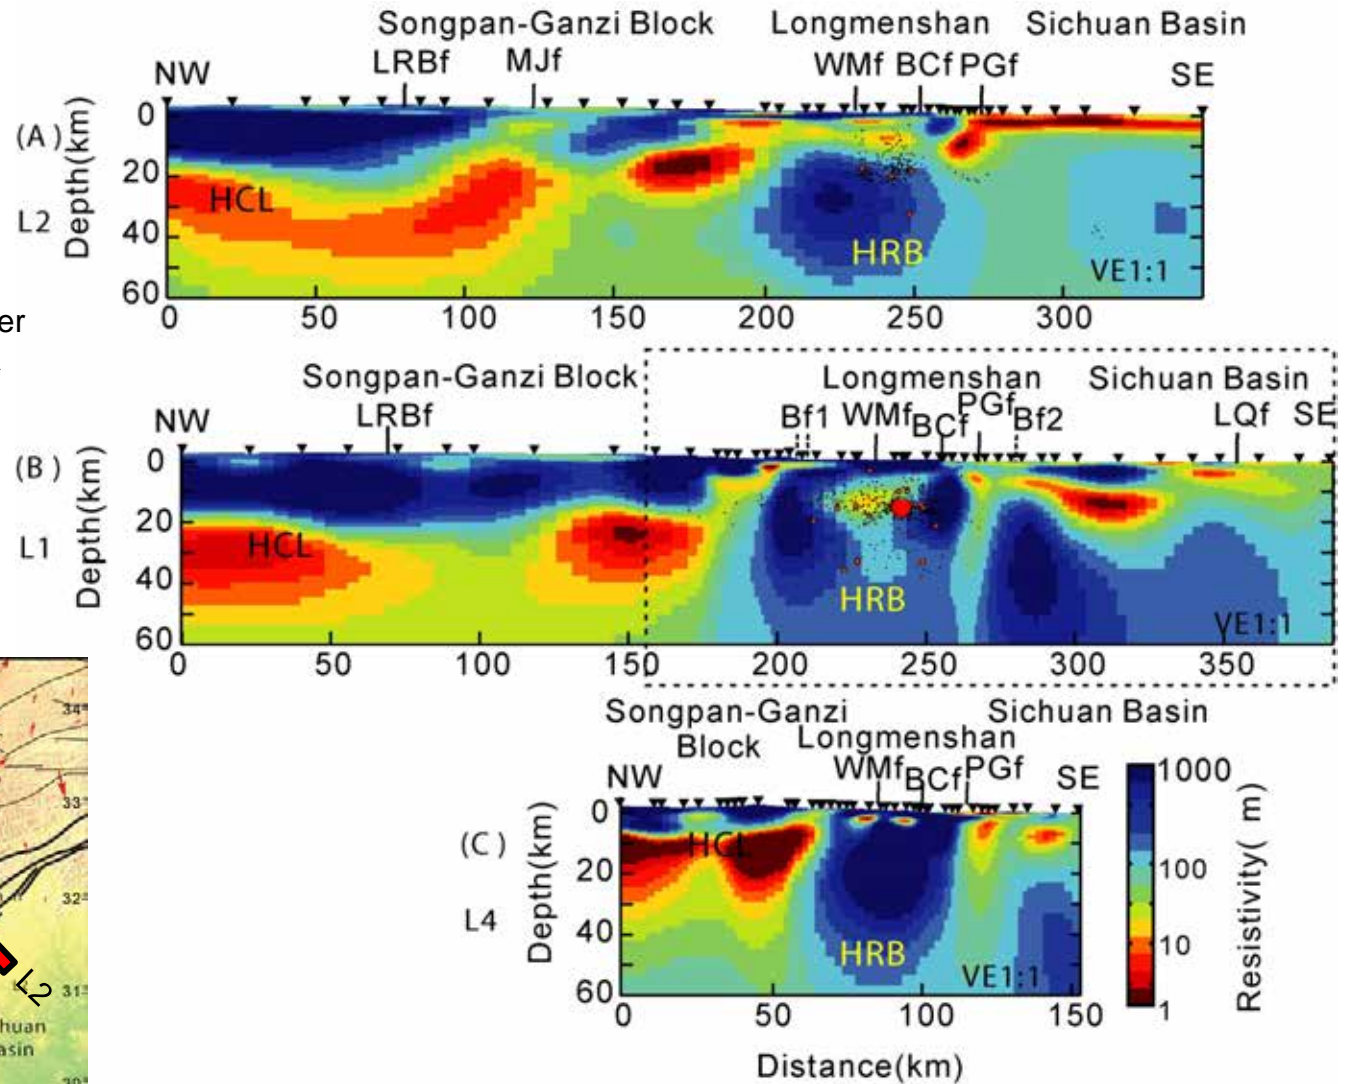 Songpan-Ganzi Block Longmenshan Sichuan Basin
NW LRBf MJf WMf BCf PGf SE
(A)
L2
Depth(km)
0
20
40
60
HCL
HRB
VE1:1
0 50 100 150 200 250 300
er
Songpan-Ganzi Block Longmenshan Sichuan Basin
NW LRBf Bf1 WMf BCf PGf Bf2 LQf SE
(B)
L1
Depth(km)
0
20
40
60
HCL
HRB
VE1:1
0 50 100 150 200 250 300 350
Songpan-Ganzi Block Longmenshan Sichuan Basin
NW WMf BCf PGf SE
(C)
L4
Depth(km)
0
20
40
60
HCL
HRB
VE1:1
0 50 100 150
Distance(km)
1000
100
10
1
Resistivity( m)
34°
33°
32°
31°
L2
huan
asin